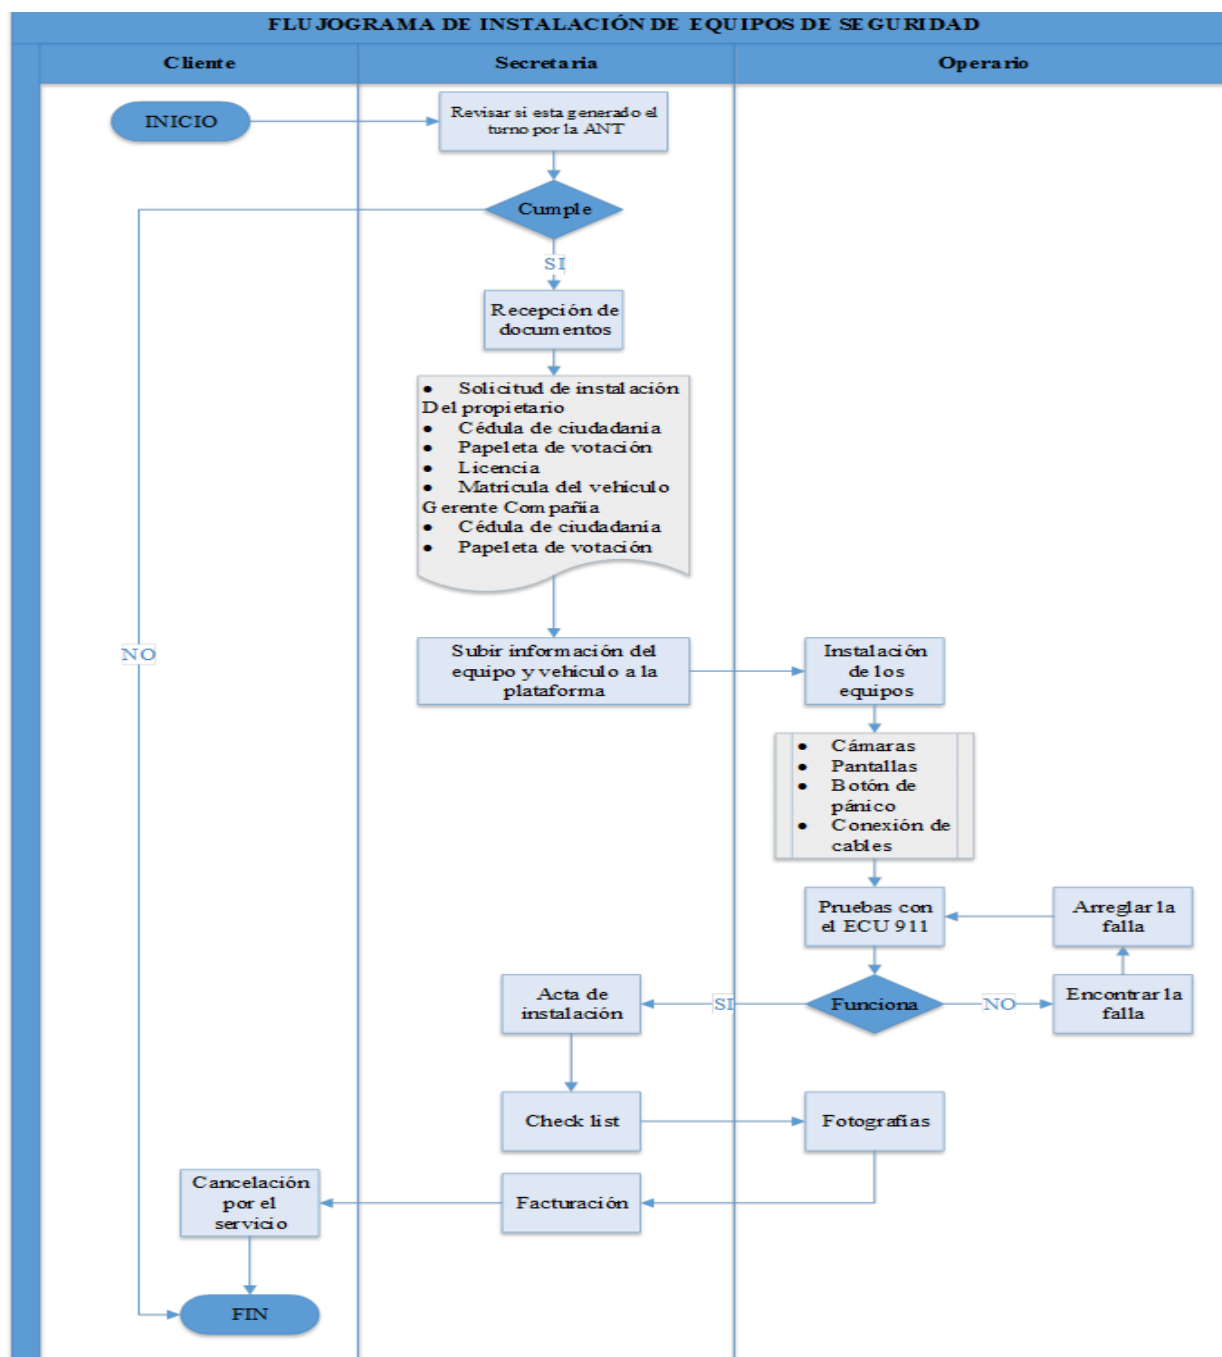 FLUJOGRAMA DE INSTALACIÓN DE EQUIPOS DE SEGURIDAD
Cliente
Secretaria
Operario
INICIO
Revisar si esta generado el
turno por la ANT
Cumple
SI
Recepción de
documentos
● Solicitud de instalación
Del propietario
● Cédula de ciudadanía
● Papeleta de votación
● Licencia
● Matricula del vehículo
Gerente Compañía
● Cédula de ciudadanía
● Papeleta de votación
NO
Subir información del
equipo y vehículo a la
plataforma
Instalación
de los
equipos
● Cámaras
● Pantallas
● Botón de
pánico
● Conexión de
cables
Pruebas con
el ECU 911
Arreglar la
falla
Acta de
instalación
SI
Funciona
NO
Encontrar la
falla
Check list
Fotografías
Cancelación
por el
servicio
Facturación
FIN